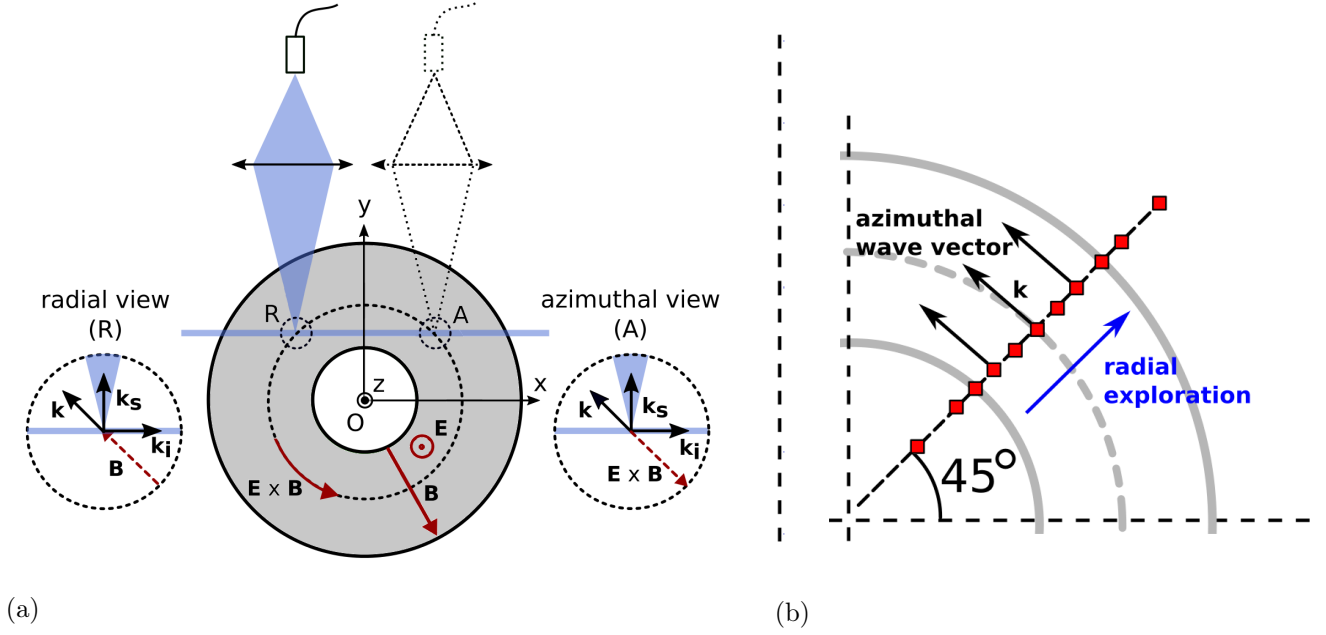 y
x
z
O
R
A
radial view
(R)
k
kₛ
kᵢ
B
azimuthal view
(A)
k
kₛ
kᵢ
E x B
E
B
E x B
(a)
azimuthal
wave vector
k
radial
exploration
45°
(b)